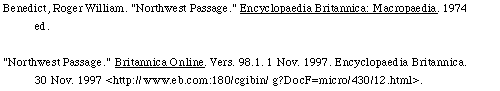 Benedict, Roger William. "Northwest Passage." Encyclopaedia Britannica: Macropaedia. 1974
ed.
"Northwest Passage." Britannica Online. Vers. 98.1. 1 Nov. 1997. Encyclopaedia Britannica.
30 Nov. 1997 <http://www.eb.com:180/cgibin/ g?DocF=micro/430/12.html>.